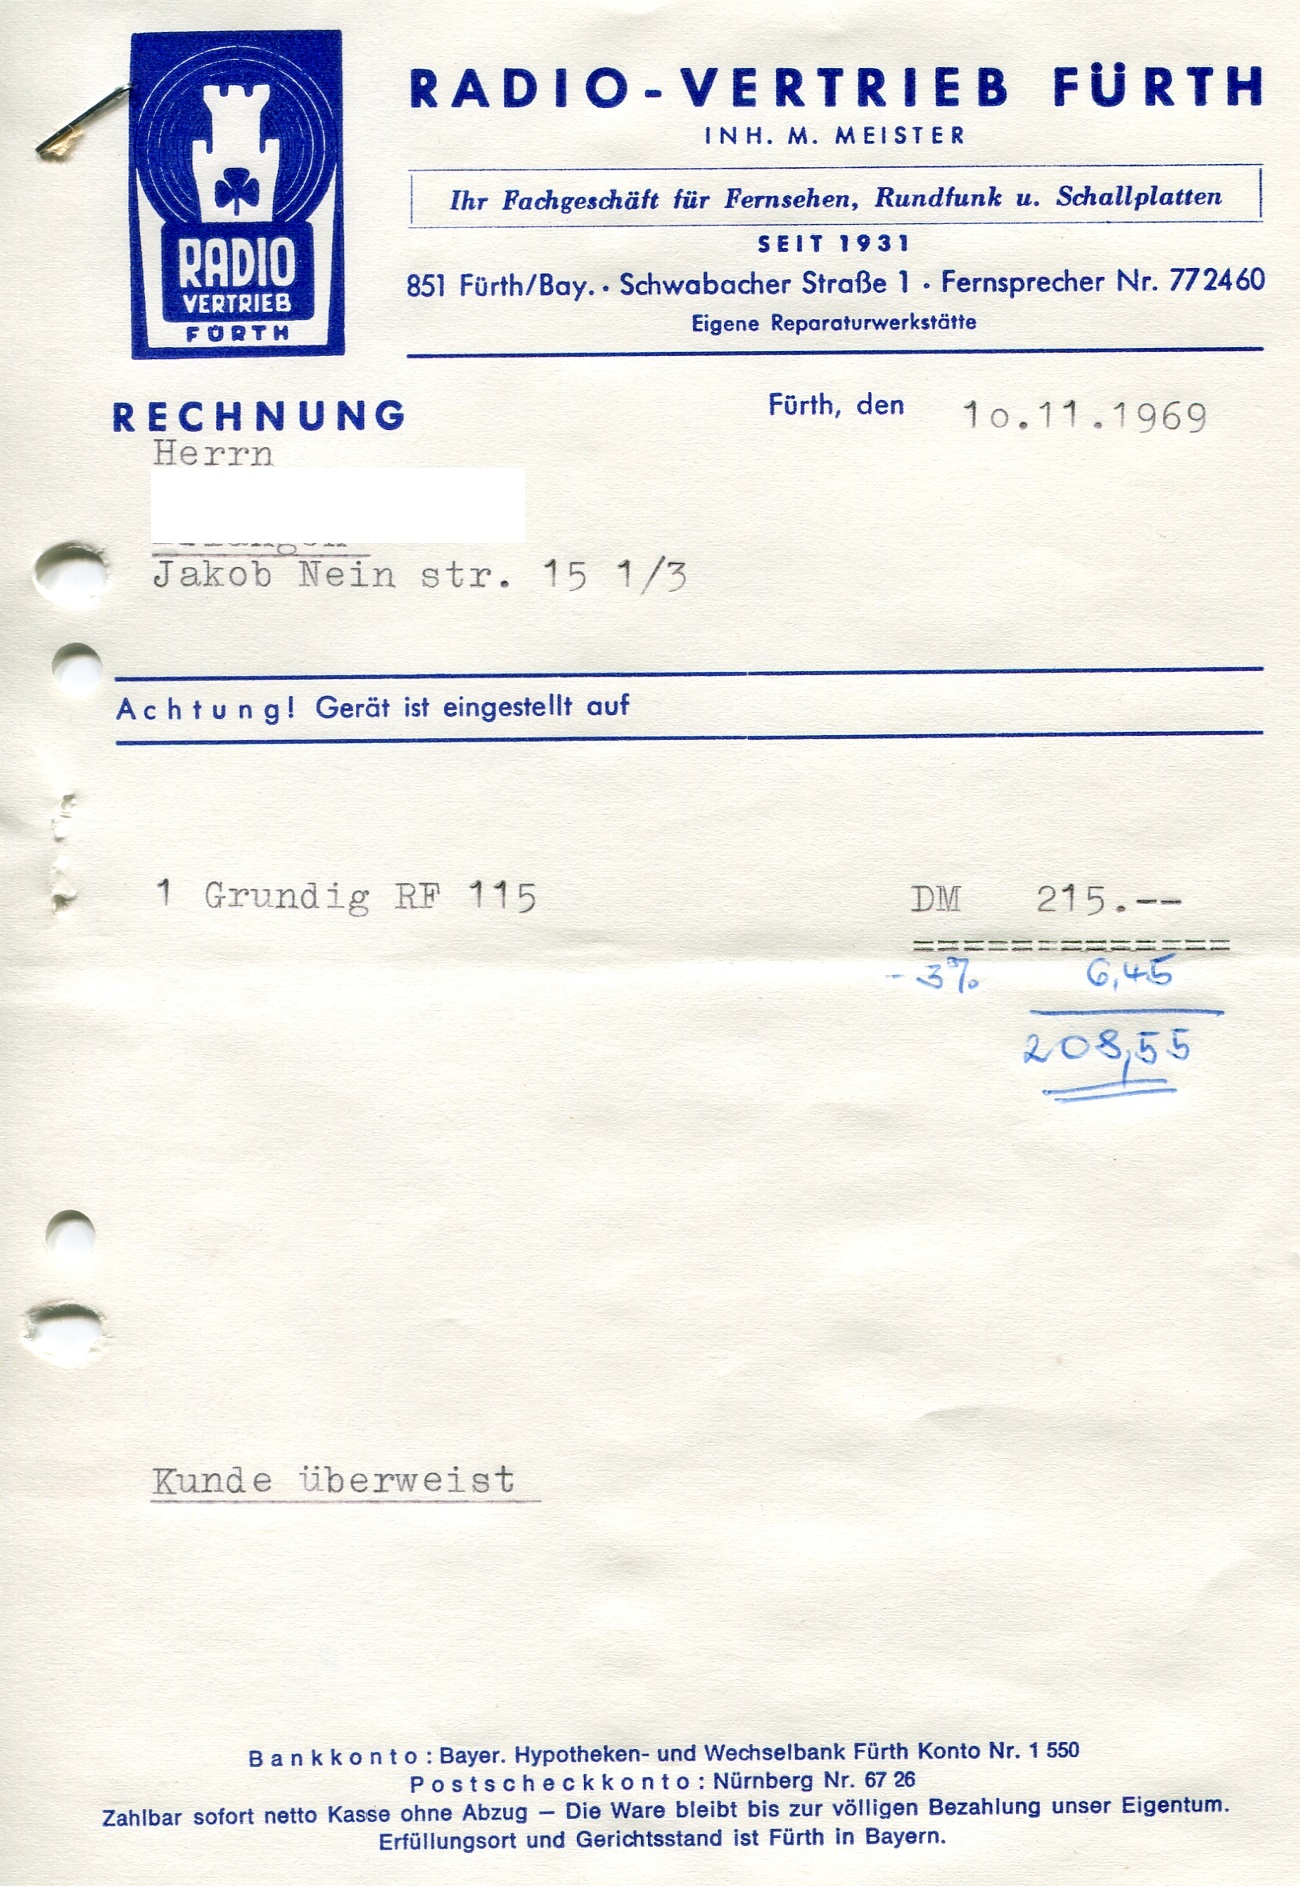 RADIO
VERTRIEB
FÜRTH
RADIO-VERTRIEB FÜRTH
INH. M. MEISTER
Ihr Fachgeschäft für Fernsehen, Rundfunk u. Schallplatten
SEIT 1931
851 Fürth/Bay. · Schwabacher Straße 1 · Fernsprecher Nr. 772460
Eigene Reparaturwerkstätte
RECHNUNG
Fürth, den 1o.11.1969
Herrn
Jakob Nein str. 15 1/3
Achtung! Gerät ist eingestellt auf
1 Grundig RF 115 DM 215.--
=============
- 3% 6,45
208,55
Kunde überweist
Bankkonto: Bayer. Hypotheken- und Wechselbank Fürth Konto Nr. 1 550
Postscheckkonto: Nürnberg Nr. 67 26
Zahlbar sofort netto Kasse ohne Abzug — Die Ware bleibt bis zur völligen Bezahlung unser Eigentum.
Erfüllungsort und Gerichtsstand ist Fürth in Bayern.